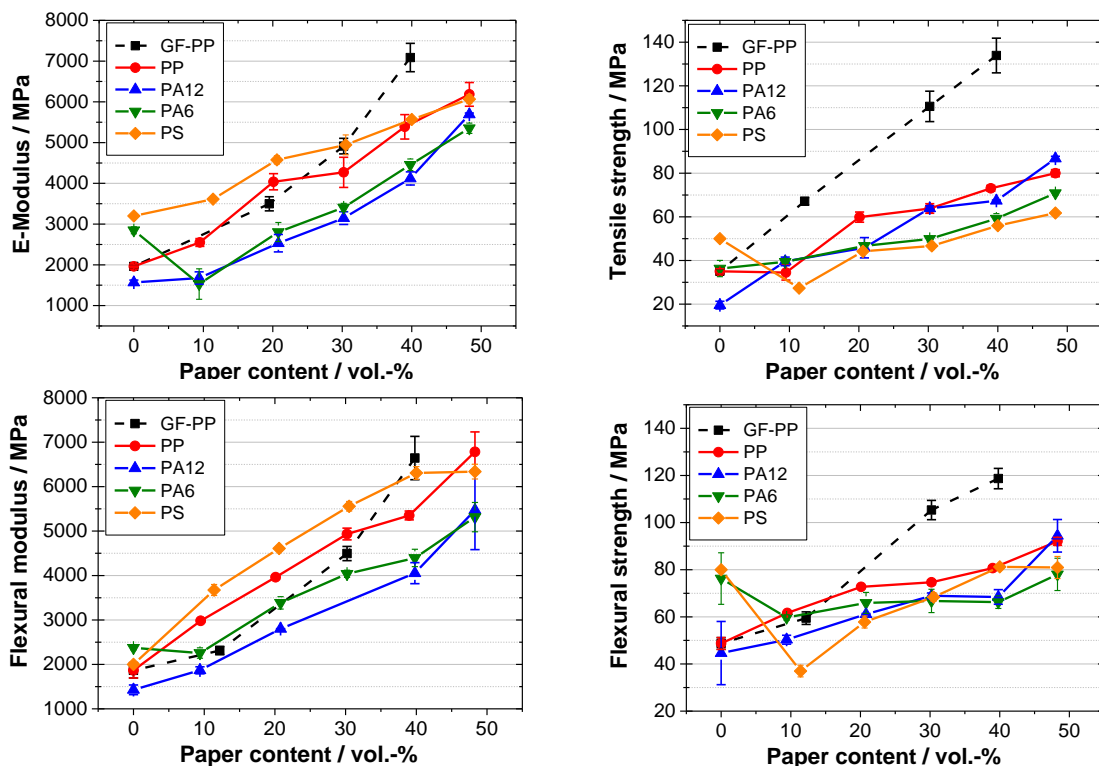 8000
7000
6000
5000
4000
3000
2000
1000
E-Modulus / MPa
GF-PP
PP
PA12
PA6
PS
0 10 20 30 40 50
Paper content / vol.-%
140
120
100
80
60
40
20
Tensile strength / MPa
GF-PP
PP
PA12
PA6
PS
0 10 20 30 40 50
Paper content / vol.-%
8000
7000
6000
5000
4000
3000
2000
1000
Flexural modulus / MPa
GF-PP
PP
PA12
PA6
PS
0 10 20 30 40 50
Paper content / vol.-%
140
120
100
80
60
40
20
Flexural strength / MPa
GF-PP
PP
PA12
PA6
PS
0 10 20 30 40 50
Paper content / vol.-%